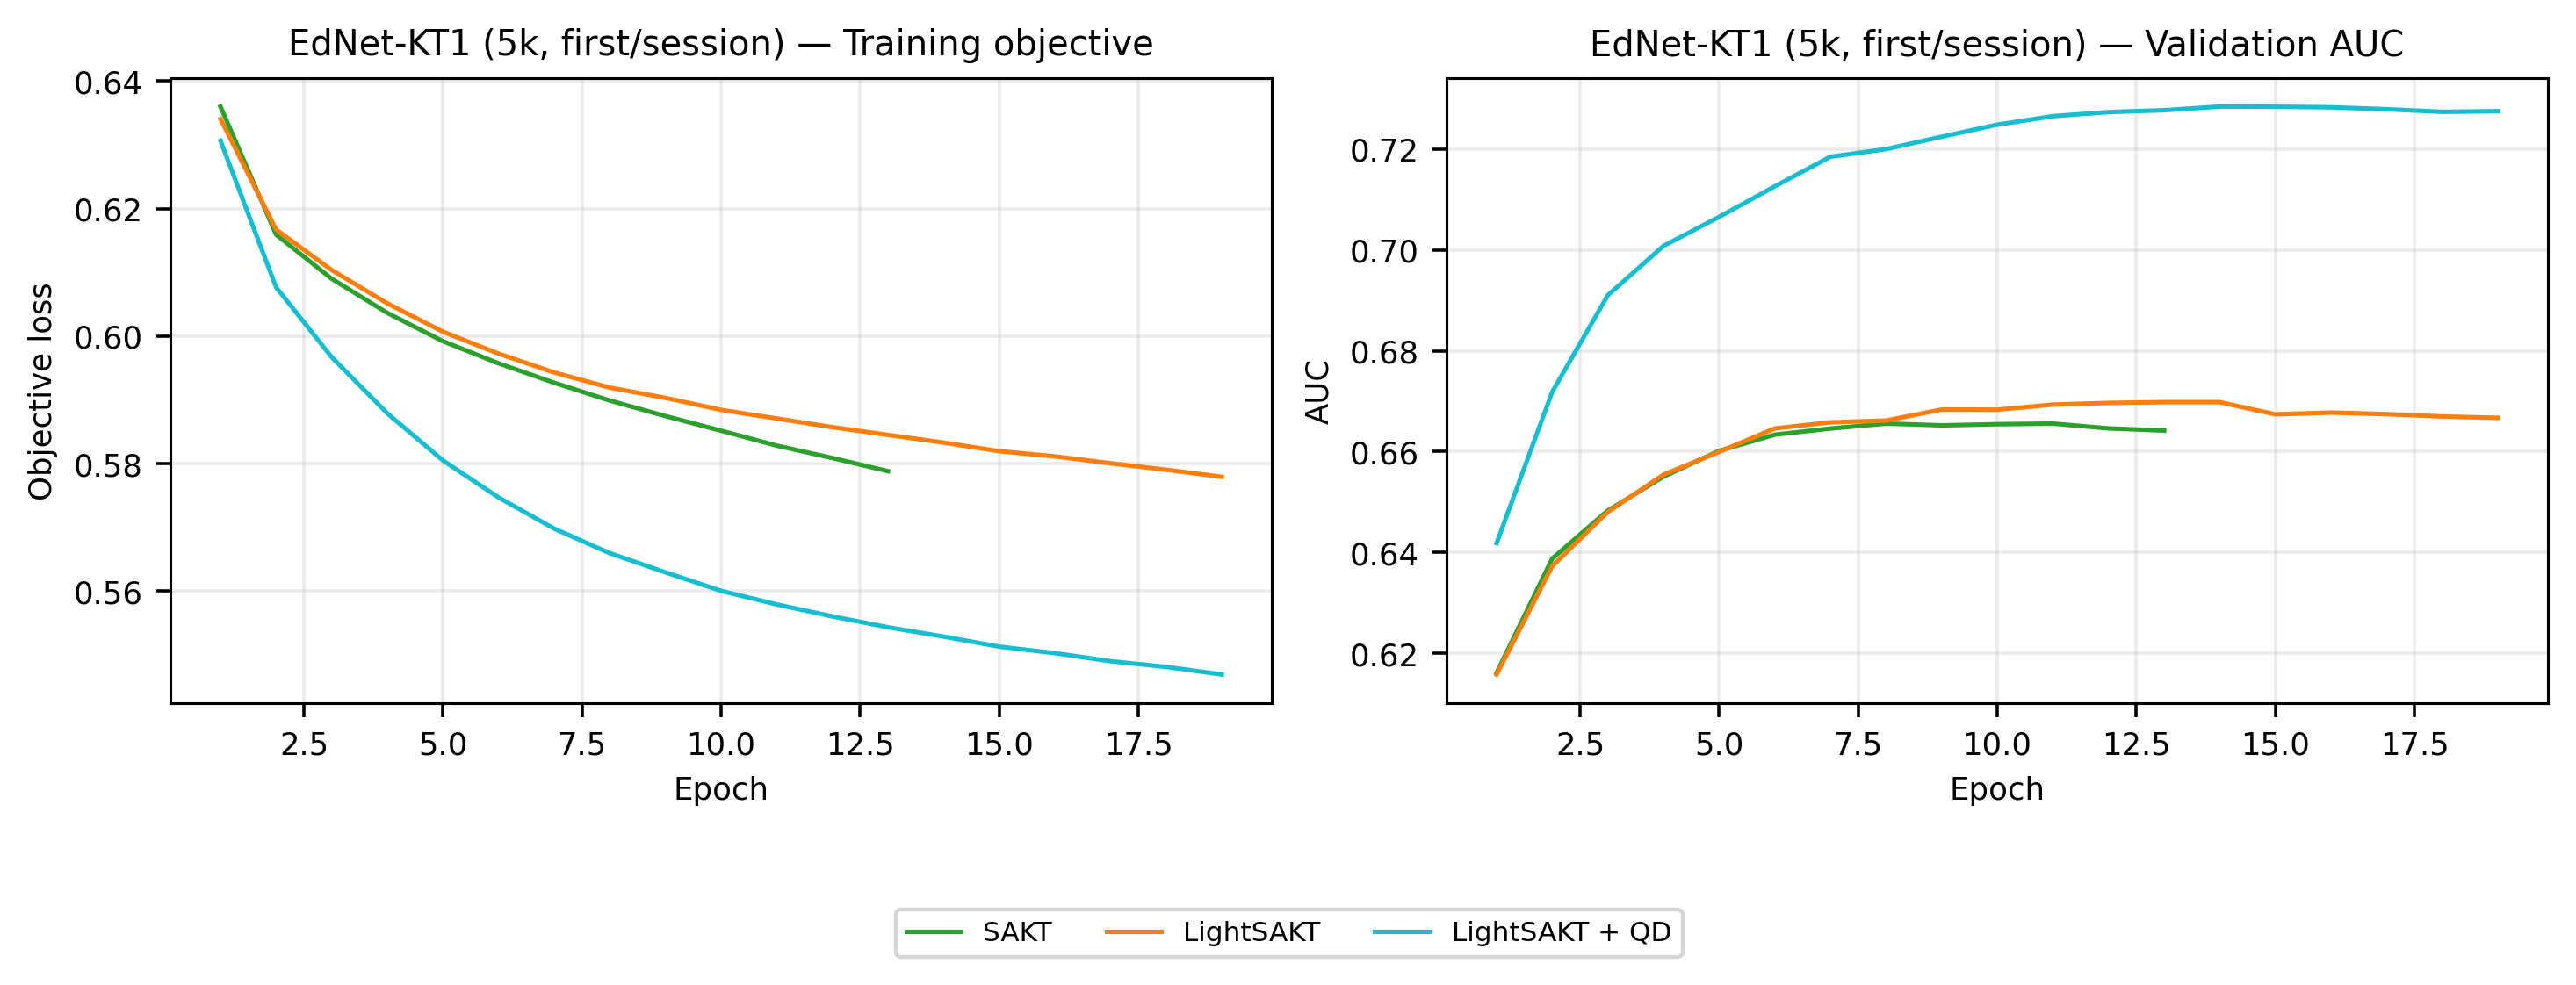 EdNet-KT1 (5k, first/session) — Training objective
0.64
0.62
0.60
0.58
0.56
Objective loss
2.5 5.0 7.5 10.0 12.5 15.0 17.5
Epoch
EdNet-KT1 (5k, first/session) — Validation AUC
0.72
0.70
0.68
0.66
0.64
0.62
AUC
2.5 5.0 7.5 10.0 12.5 15.0 17.5
Epoch
SAKT LightSAKT LightSAKT + QD